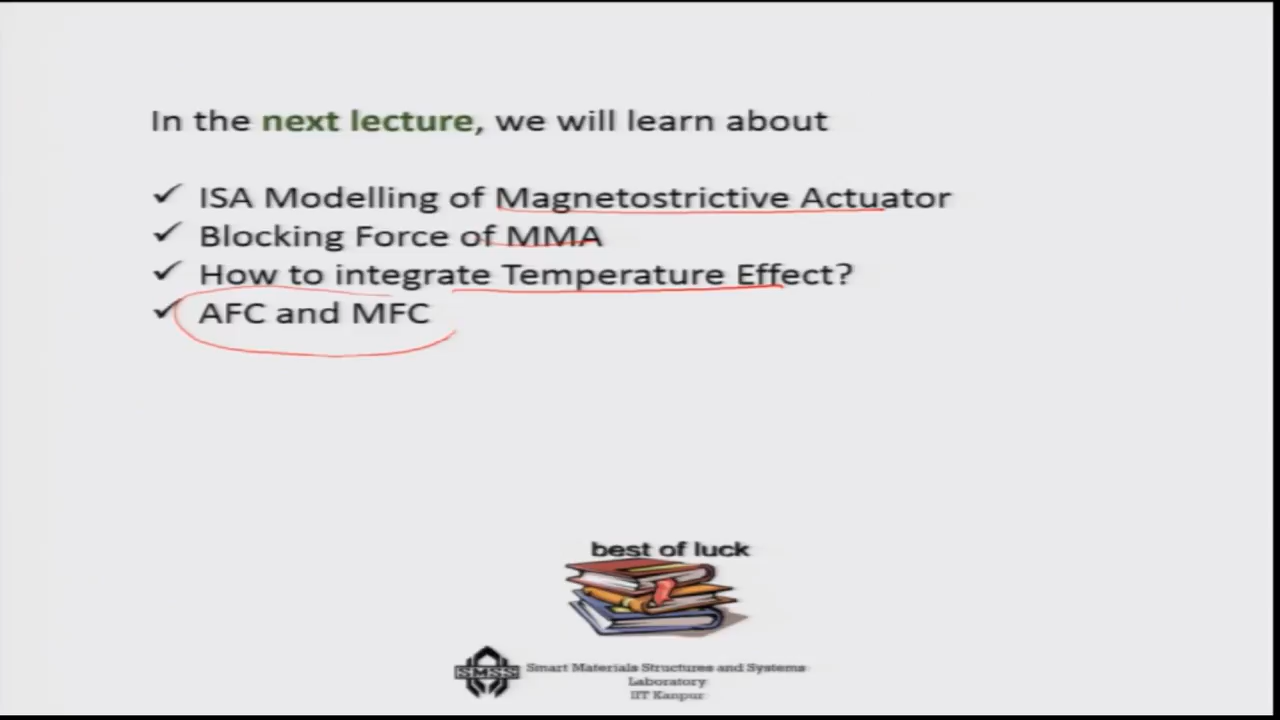 In the next lecture, we will learn about
✓ ISA Modelling of Magnetostrictive Actuator
✓ Blocking Force of MMA
✓ How to integrate Temperature Effect?
✓ AFC and MFC
best of luck
SMSS
Smart Materials Structures and Systems
Laboratory
IIT Kanpur